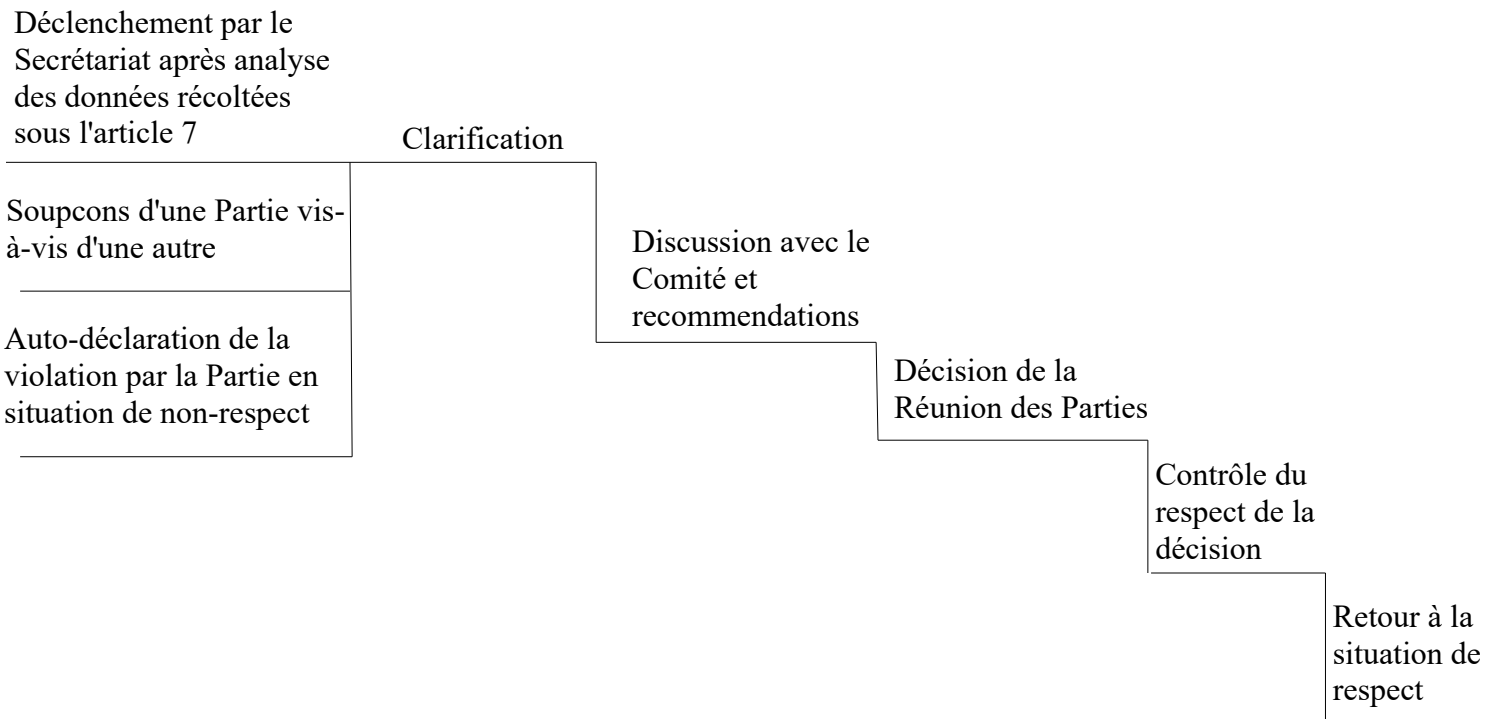 Déclenchement par le
Secrétariat après analyse
des données récoltées
sous l'article 7
Clarification
Soupcons d'une Partie vis-
à-vis d'une autre
Discussion avec le
Comité et
recommendations
Auto-déclaration de la
violation par la Partie en
situation de non-respect
Décision de la
Réunion des Parties
Contrôle du
respect de la
décision
Retour à la
situation de
respect